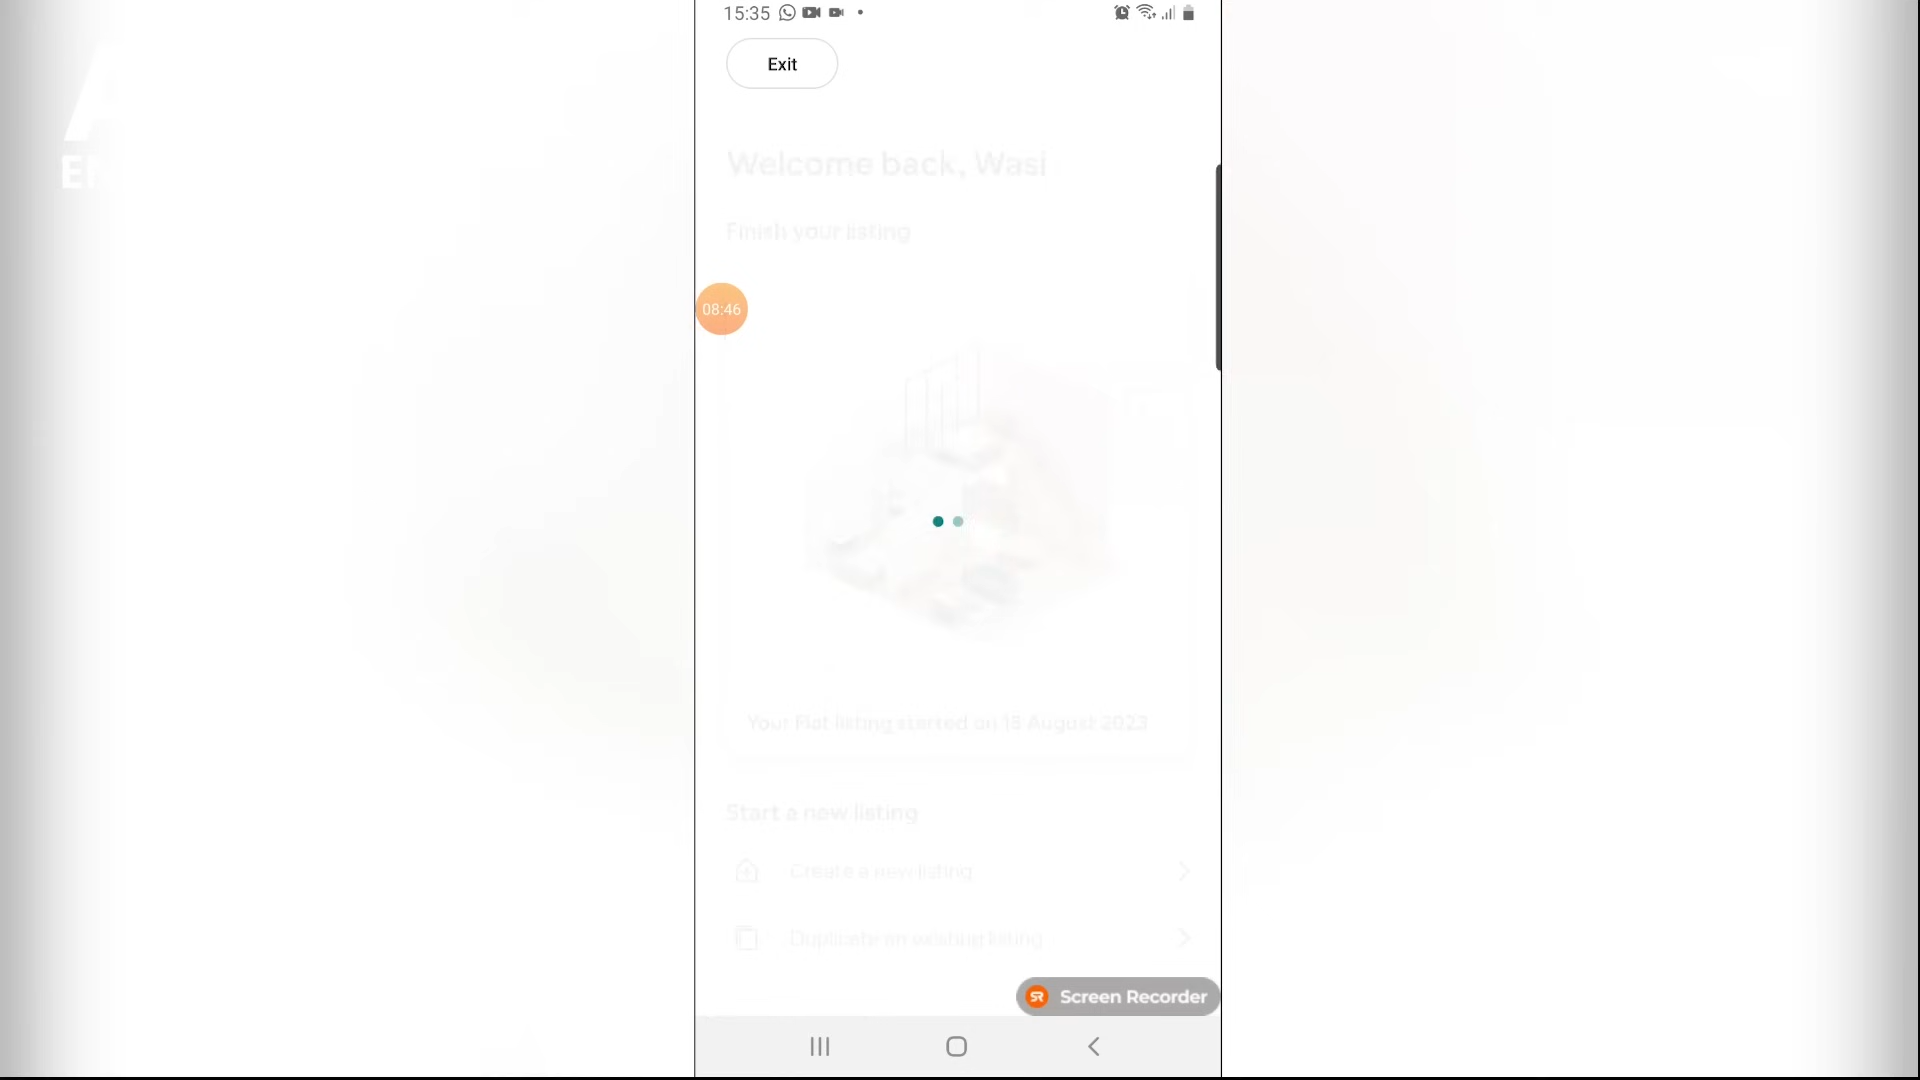 15:35
Exit
Welcome back, Wasi
Finish your listing
08:46
Your Flat listing started on 18 August 2023
Start a new listing
Create a new listing
Duplicate an existing listing
SR Screen Recorder